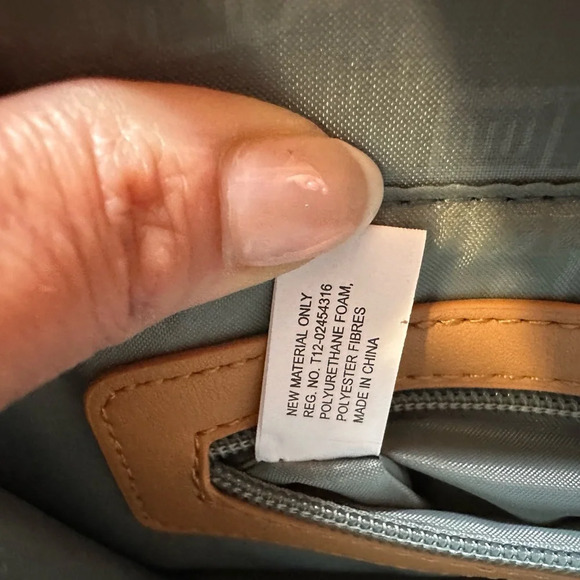 NEW MATERIAL ONLY
REG. NO. T12-02454316
POLYURETHANE FOAM,
POLYESTER FIBRES
MADE IN CHINA